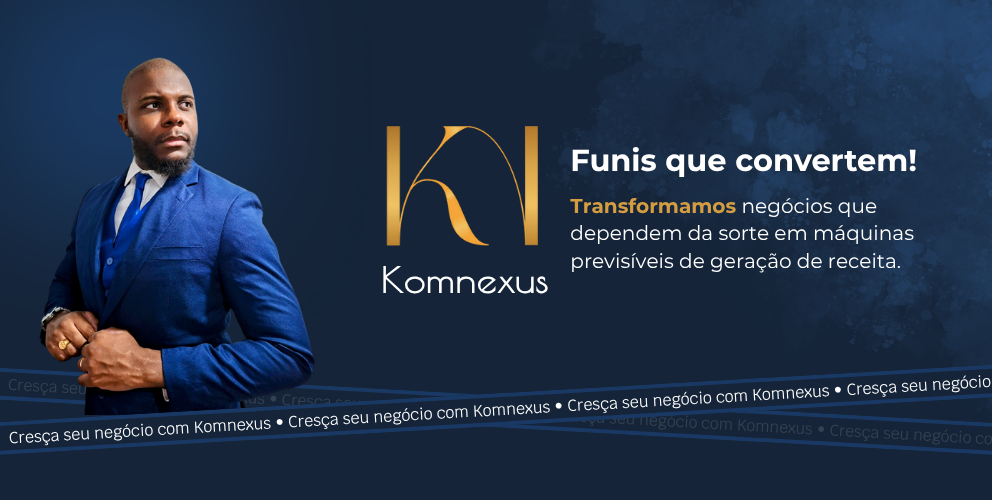 Komnexus
Funis que convertem!
Transformamos negócios que
dependem da sorte em máquinas
previsíveis de geração de receita.
Cresça seu negócio com Komnexus • Cresça seu negócio com Komnexus • Cresça seu negócio com Komnexus • Cresça seu negócio
Cresça seu
• Cresça seu
negócio com Komnexus • Cresça seu negócio